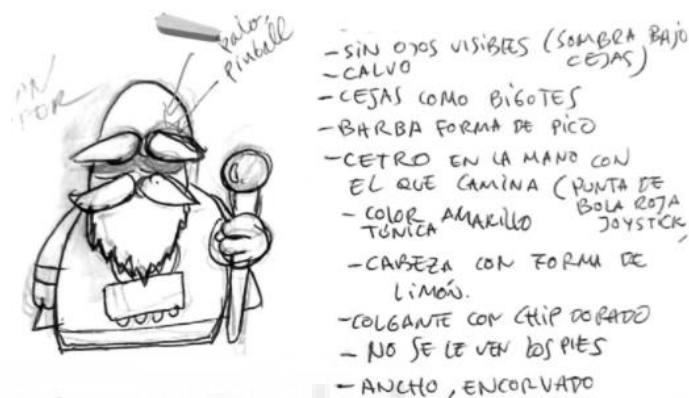 palo,
pinball
- SIN OJOS VISIBLES (SOMBRA BAJO
CEJAS)
- CALVO
- CEJAS COMO BIGOTES
- BARBA FORMA DE PICO
- CETRO EN LA MANO CON
EL QUE CAMINA (PUNTA DE
BOLA ROJA
JOYSTICK,
- COLOR AMARILLO
TÚNICA
- CABEZA CON FORMA DE
LIMÓN.
- COLGANTE CON CHIP DORADO
- NO SE LE VEN LOS PIES
- ANCHO, ENCORVADO